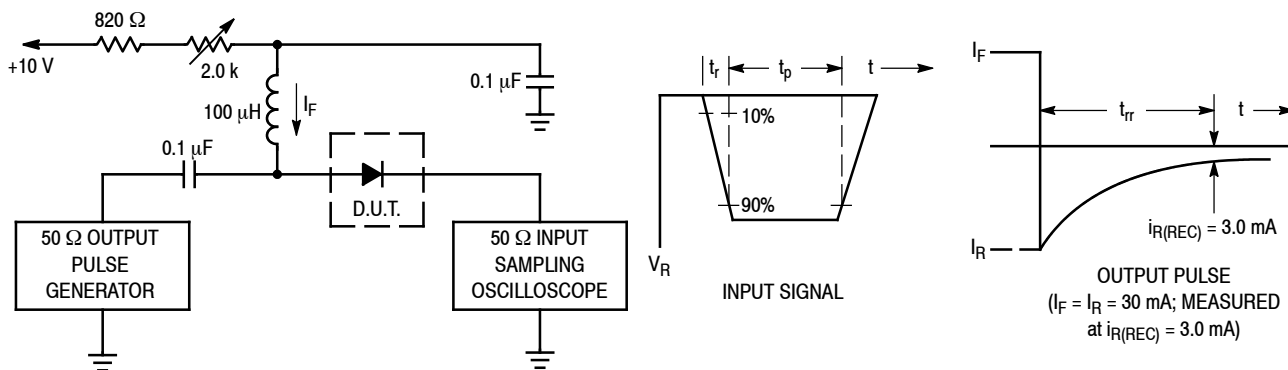 820 Ω
+10 V
2.0 k
100 μH
I_F
0.1 μF
0.1 μF
D.U.T.
50 Ω OUTPUT
PULSE
GENERATOR
50 Ω INPUT
SAMPLING
OSCILLOSCOPE
t_r
t_p
t
10%
90%
V_R
INPUT SIGNAL
I_F
t_rr
t
I_R
i_R(REC) = 3.0 mA
OUTPUT PULSE
(I_F = I_R = 30 mA; MEASURED
at i_R(REC) = 3.0 mA)